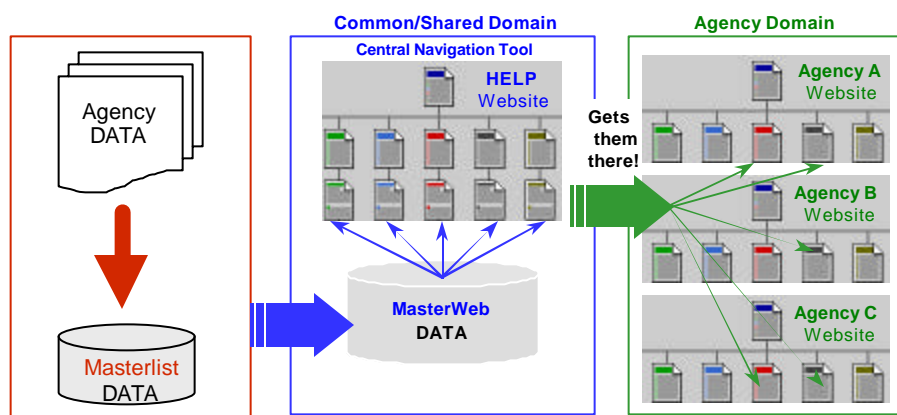 Common/Shared Domain
Agency Domain
Agency
DATA
Masterlist
DATA
Central Navigation Tool
HELP
Website
MasterWeb
DATA
Gets
them
there!
Agency A
Website
Agency B
Website
Agency C
Website